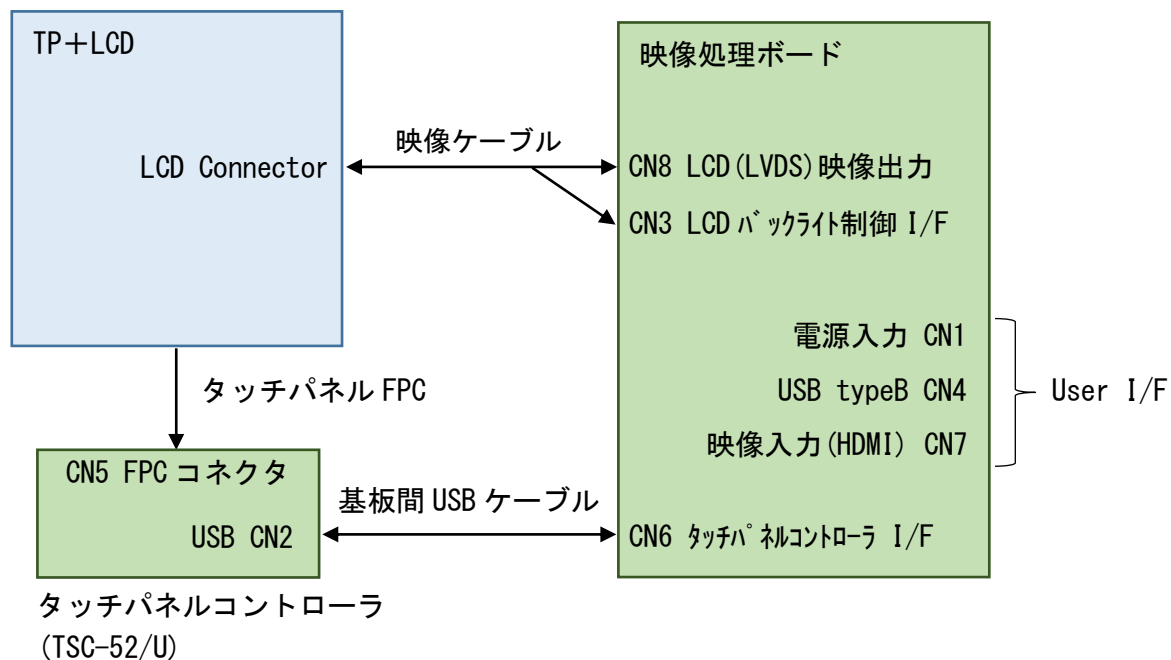 TP+LCD
映像処理ボード
映像ケーブル
LCD Connector
CN8 LCD(LVDS)映像出力
CN3 LCD ﾊﾞｯｸﾗｲﾄ制御 I/F
電源入力 CN1
タッチパネル FPC
USB typeB CN4
User I/F
映像入力(HDMI) CN7
CN5 FPC コネクタ
基板間 USB ケーブル
USB CN2
CN6 ﾀｯﾁﾊﾟﾈﾙｺﾝﾄﾛｰﾗ I/F
タッチパネルコントローラ
(TSC-52/U)